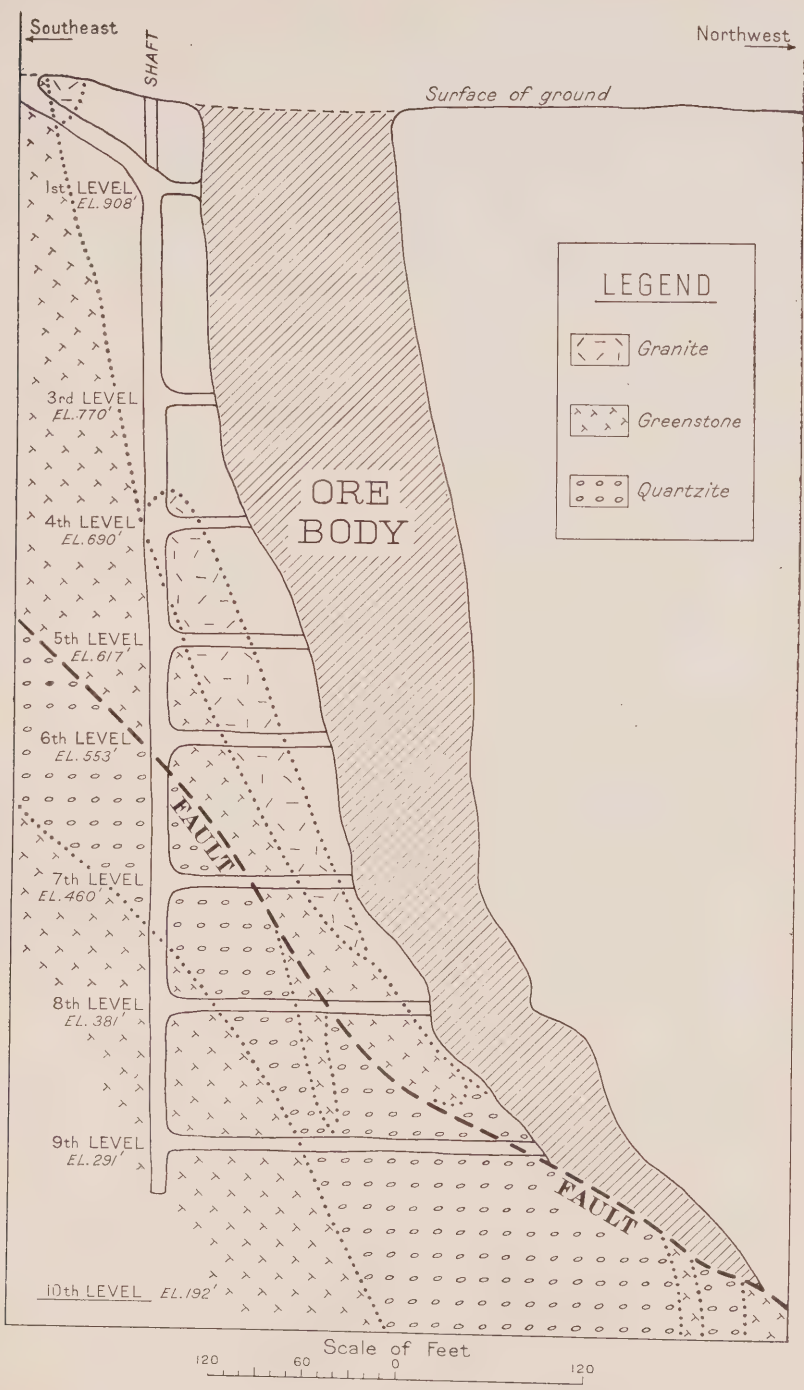 Southeast
Northwest
SHAFT
Surface of ground
1st LEVEL
EL. 908'
LEGEND
Granite
Greenstone
Quartzite
3rd LEVEL
EL. 770'
ORE
BODY
4th LEVEL
EL. 690'
5th LEVEL
EL. 617'
6th LEVEL
EL. 553'
FAULT
7th LEVEL
EL. 460'
8th LEVEL
EL. 381'
9th LEVEL
EL. 291'
FAULT
10th LEVEL EL. 192'
Scale of Feet
120 60 0 120